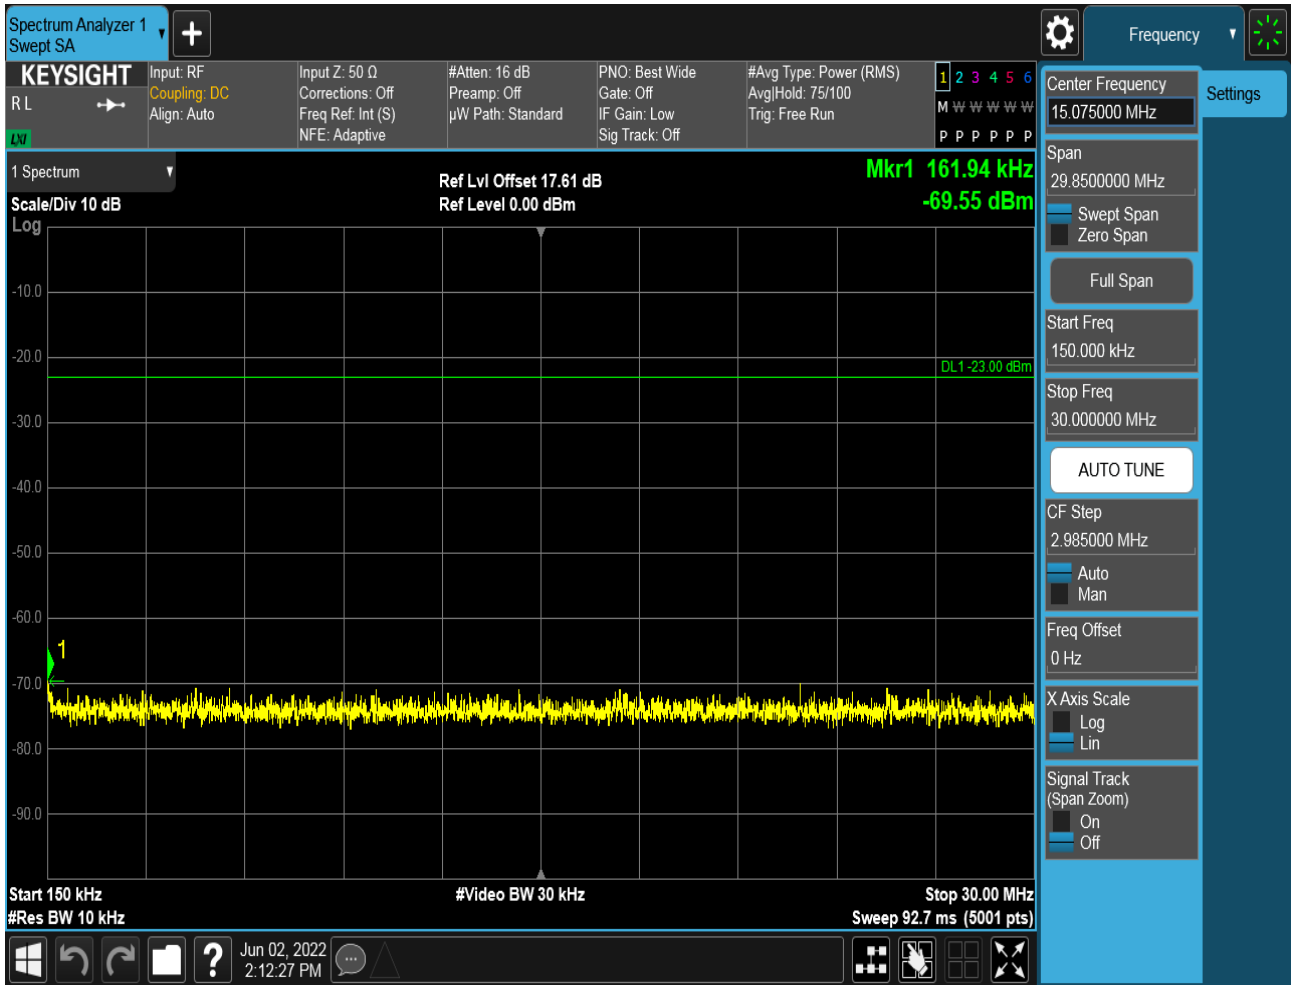 Spectrum Analyzer 1
Swept SA
Frequency
KEYSIGHT
R L
LXI
Input: RF
Coupling: DC
Align: Auto
Input Z: 50 Ω
Corrections: Off
Freq Ref: Int (S)
NFE: Adaptive
#Atten: 16 dB
Preamp: Off
µW Path: Standard
PNO: Best Wide
Gate: Off
IF Gain: Low
Sig Track: Off
#Avg Type: Power (RMS)
Avg|Hold: 75/100
Trig: Free Run
1 2 3 4 5 6
M W W W W W
P P P P P P
1 Spectrum
Scale/Div 10 dB
Log
Ref Lvl Offset 17.61 dB
Ref Level 0.00 dBm
Mkr1 161.94 kHz
-69.55 dBm
-10.0
-20.0
DL1 -23.00 dBm
-30.0
-40.0
-50.0
-60.0
1
-70.0
-80.0
-90.0
Start 150 kHz
#Video BW 30 kHz
Stop 30.00 MHz
#Res BW 10 kHz
Sweep 92.7 ms (5001 pts)
?
Jun 02, 2022
2:12:27 PM
Center Frequency
15.075000 MHz
Settings
Span
29.8500000 MHz
Swept Span
Zero Span
Full Span
Start Freq
150.000 kHz
Stop Freq
30.000000 MHz
AUTO TUNE
CF Step
2.985000 MHz
Auto
Man
Freq Offset
0 Hz
X Axis Scale
Log
Lin
Signal Track
(Span Zoom)
On
Off